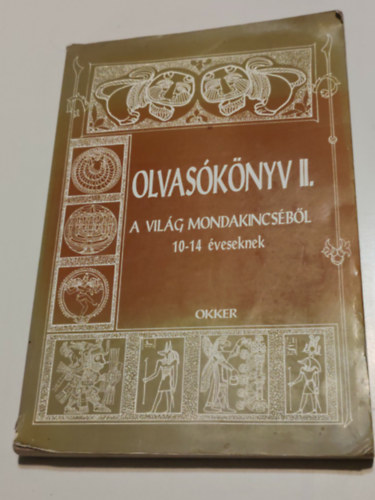 OLVASÓKÖNYV II.
A VILÁG MONDAKINCSÉBŐL
10-14 éveseknek
OKKER